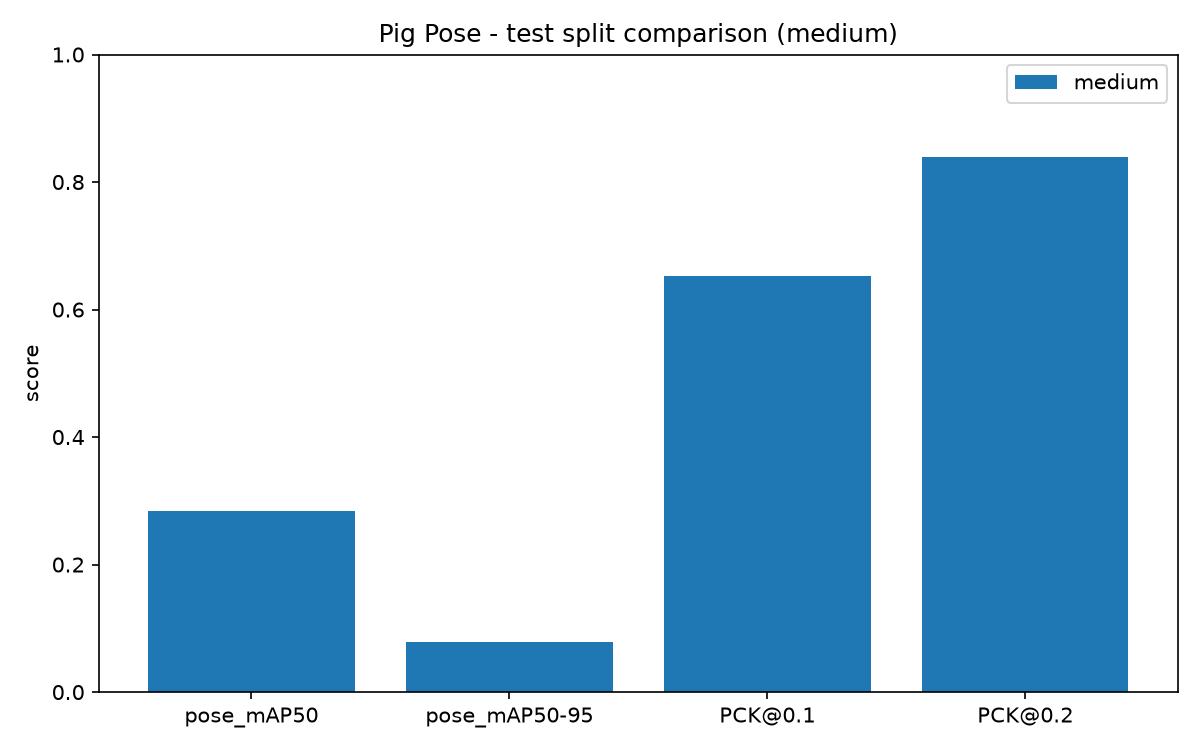 Pig Pose - test split comparison (medium)
medium
1.0
0.8
0.6
0.4
0.2
0.0
score
pose_mAP50
pose_mAP50-95
PCK@0.1
PCK@0.2